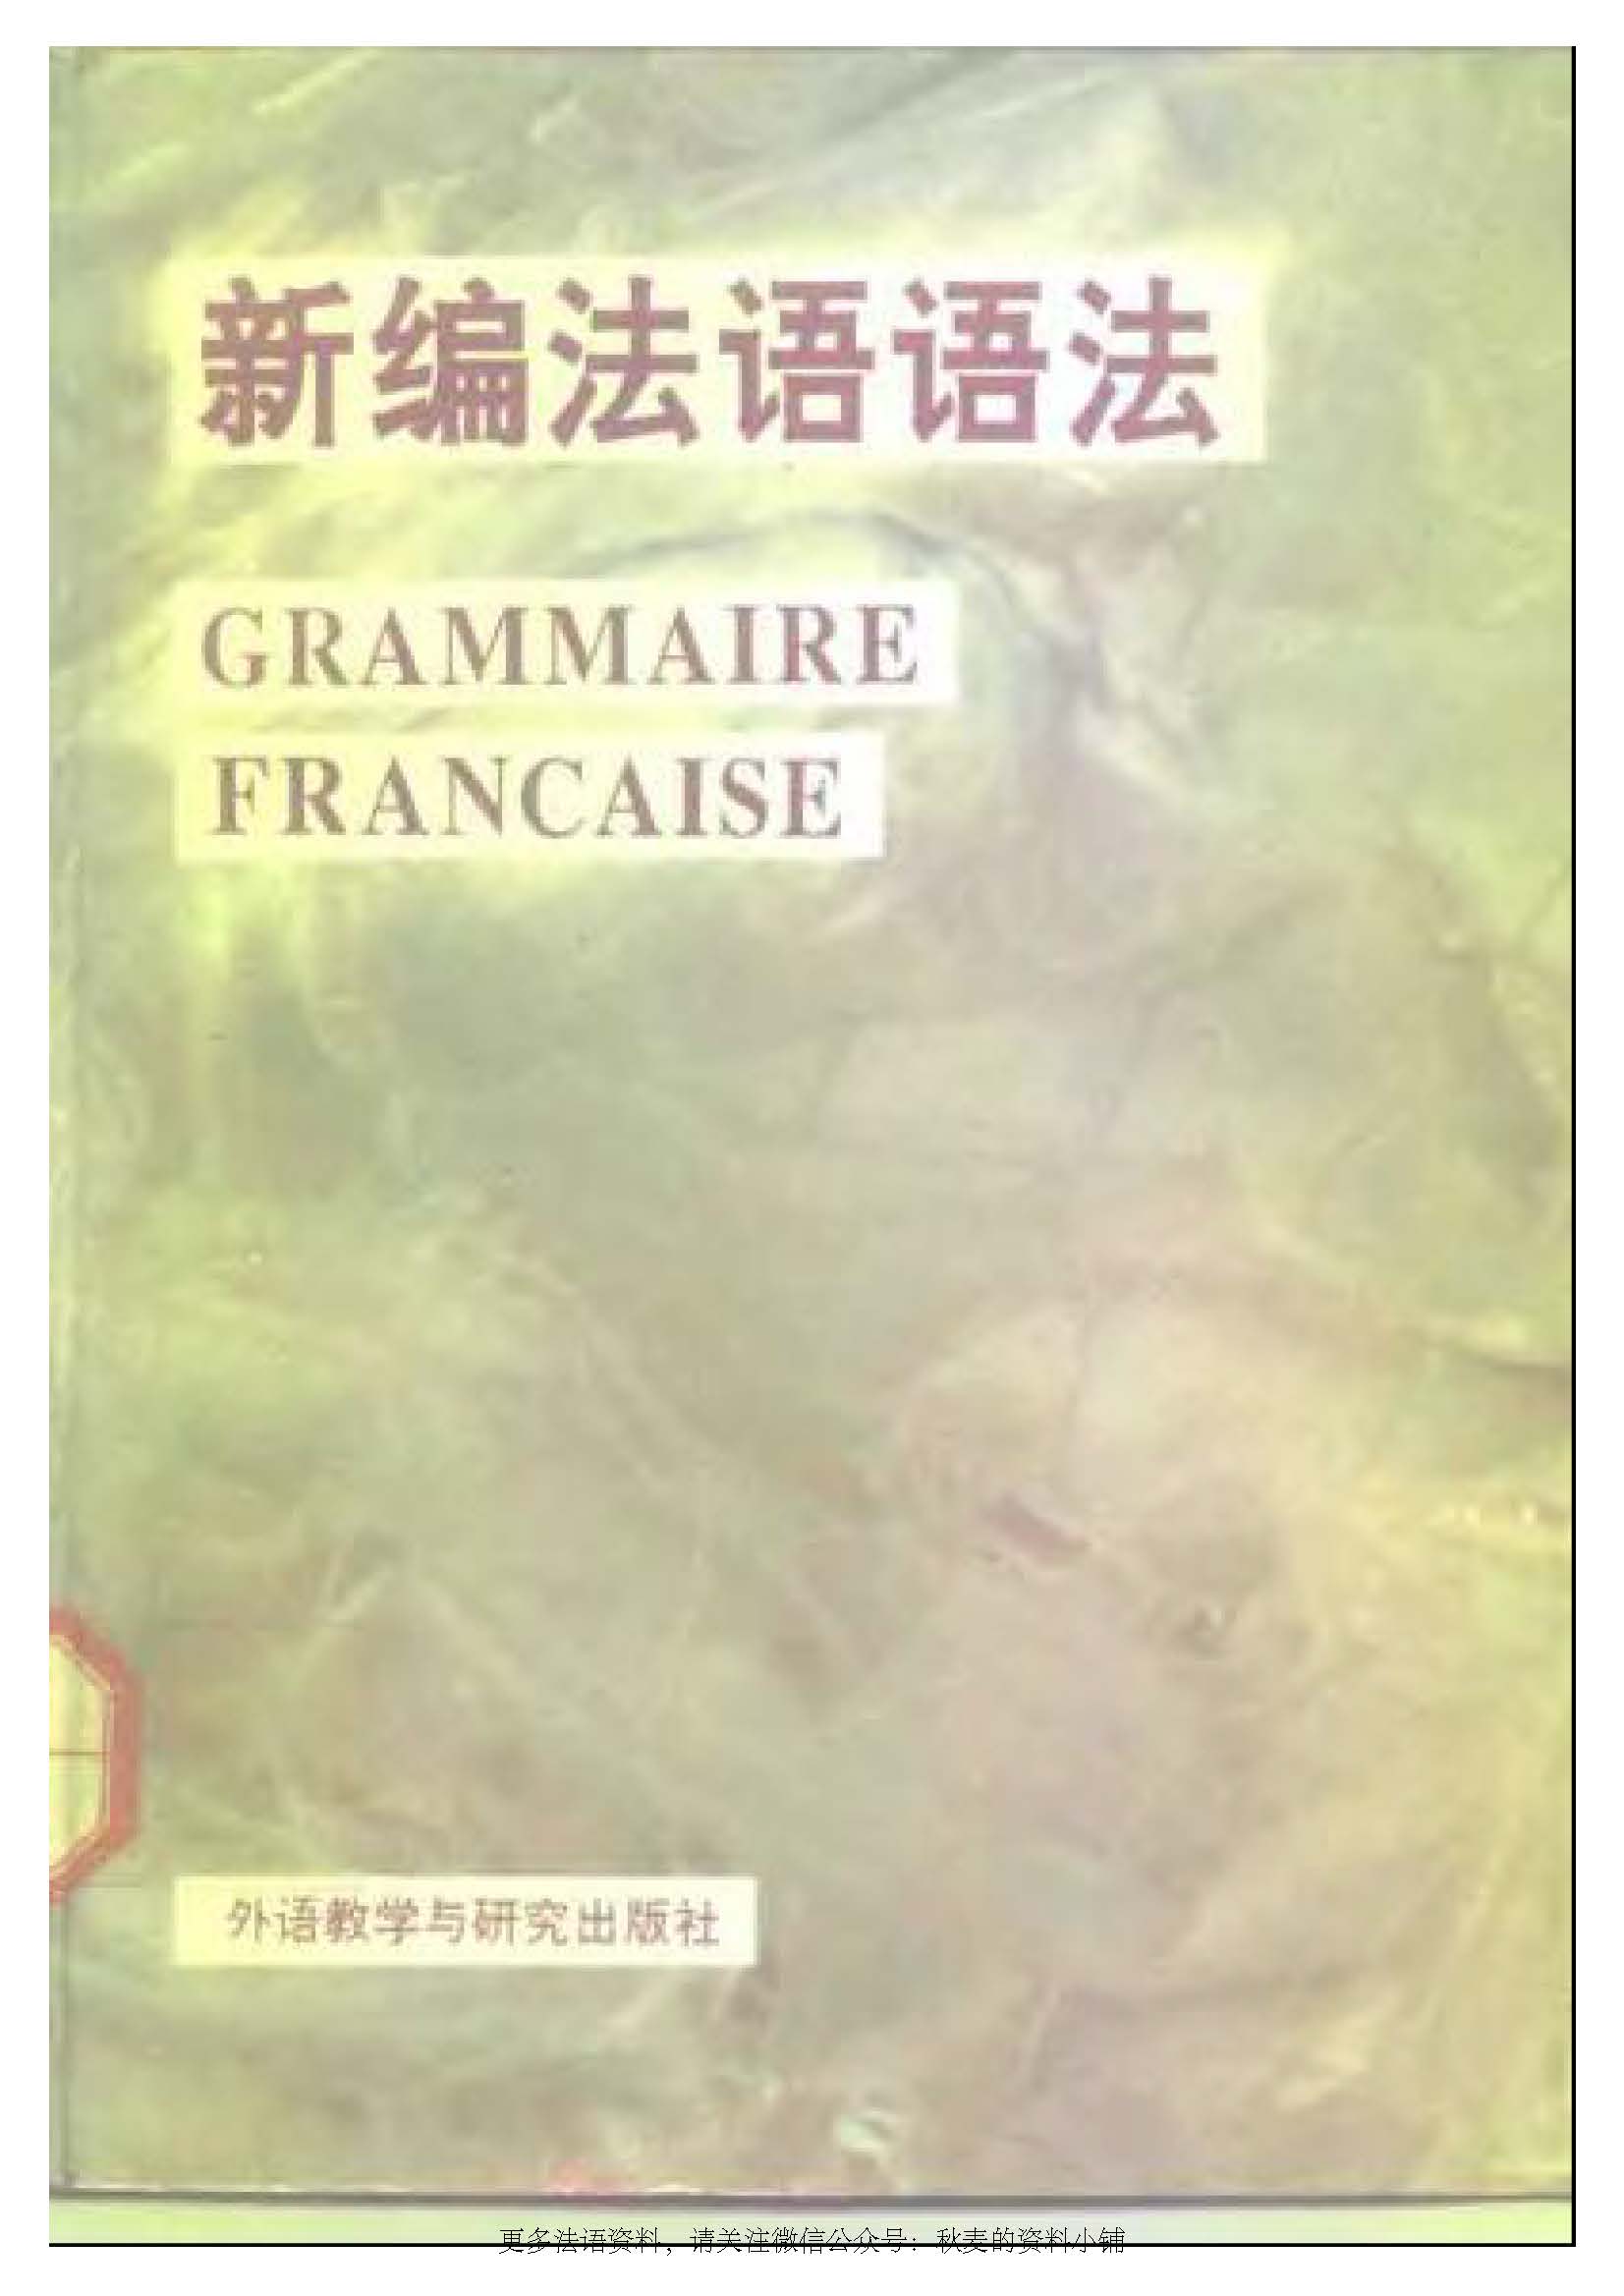 新编法语语法
GRAMMAIRE
FRANCAISE
外语教学与研究出版社
更多法语资料，请关注微信公众号：秋麦的资料小铺